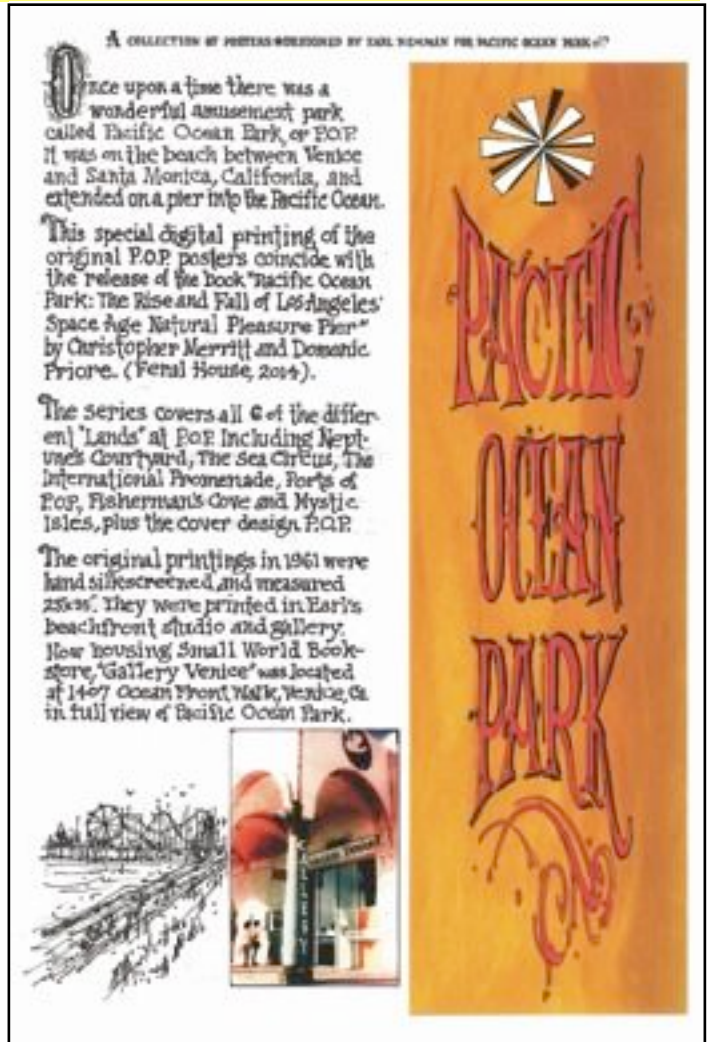 A COLLECTION OF POSTERS DESIGNED BY EARL NEWMAN FOR PACIFIC OCEAN PARK
Once upon a time there was a
wonderful amusement park
called Pacific Ocean Park, or P.O.P.
It was on the beach between Venice
and Santa Monica, Califonia, and
extended on a pier into the Pacific Ocean.
This special digital printing of the
original P.O.P. posters coincide with
the release of the book "Pacific Ocean
Park: The Rise and Fall of Los Angeles'
Space Age Natural Pleasure Pier"
by Christopher Merritt and Domenic
Priore. (Feral House, 2014).
The series covers all 6 of the differ-
ent "Lands" at P.O.P. Including Nept-
une's Courtyard, The Sea Circus, The
International Promenade, Ports of
P.O.P., Fisherman's Cove and Mystic
Isles, plus the cover design P.O.P.
The original printings in 1961 were
hand silkscreened, and measured
They were printed in Earl's
beachfront studio and gallery.
Now housing Small World Book-
store, "Gallery Venice" was located
at 1407 Ocean Front Walk, Venice, Ca
in full view of Pacific Ocean Park.
GALLERY
PACIFIC
OCEAN
PARK